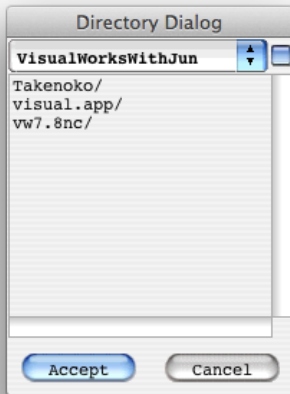 Directory Dialog
VisualWorksWithJun
Takenoko/
visual.app/
vw7.8nc/
Accept
Cancel